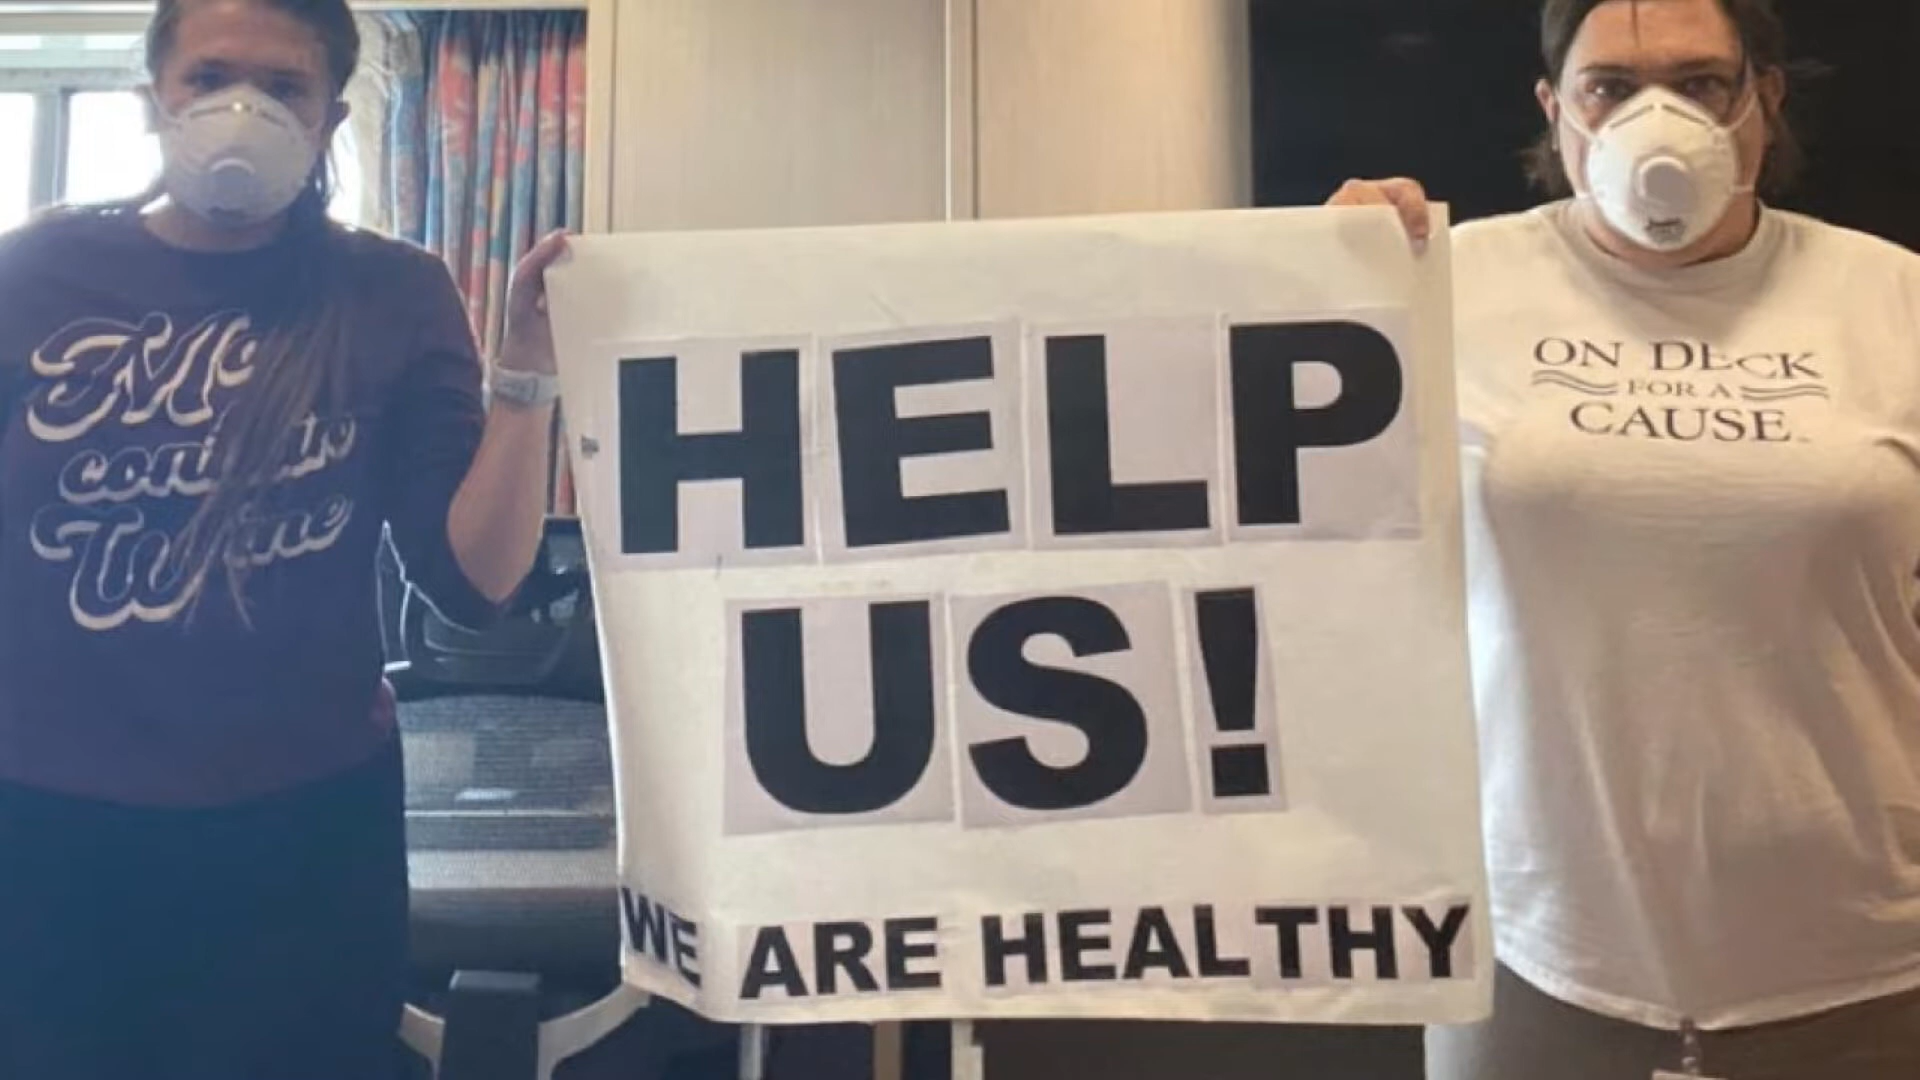 HELP
US!
WE ARE HEALTHY
ON DECK
FOR A
CAUSE